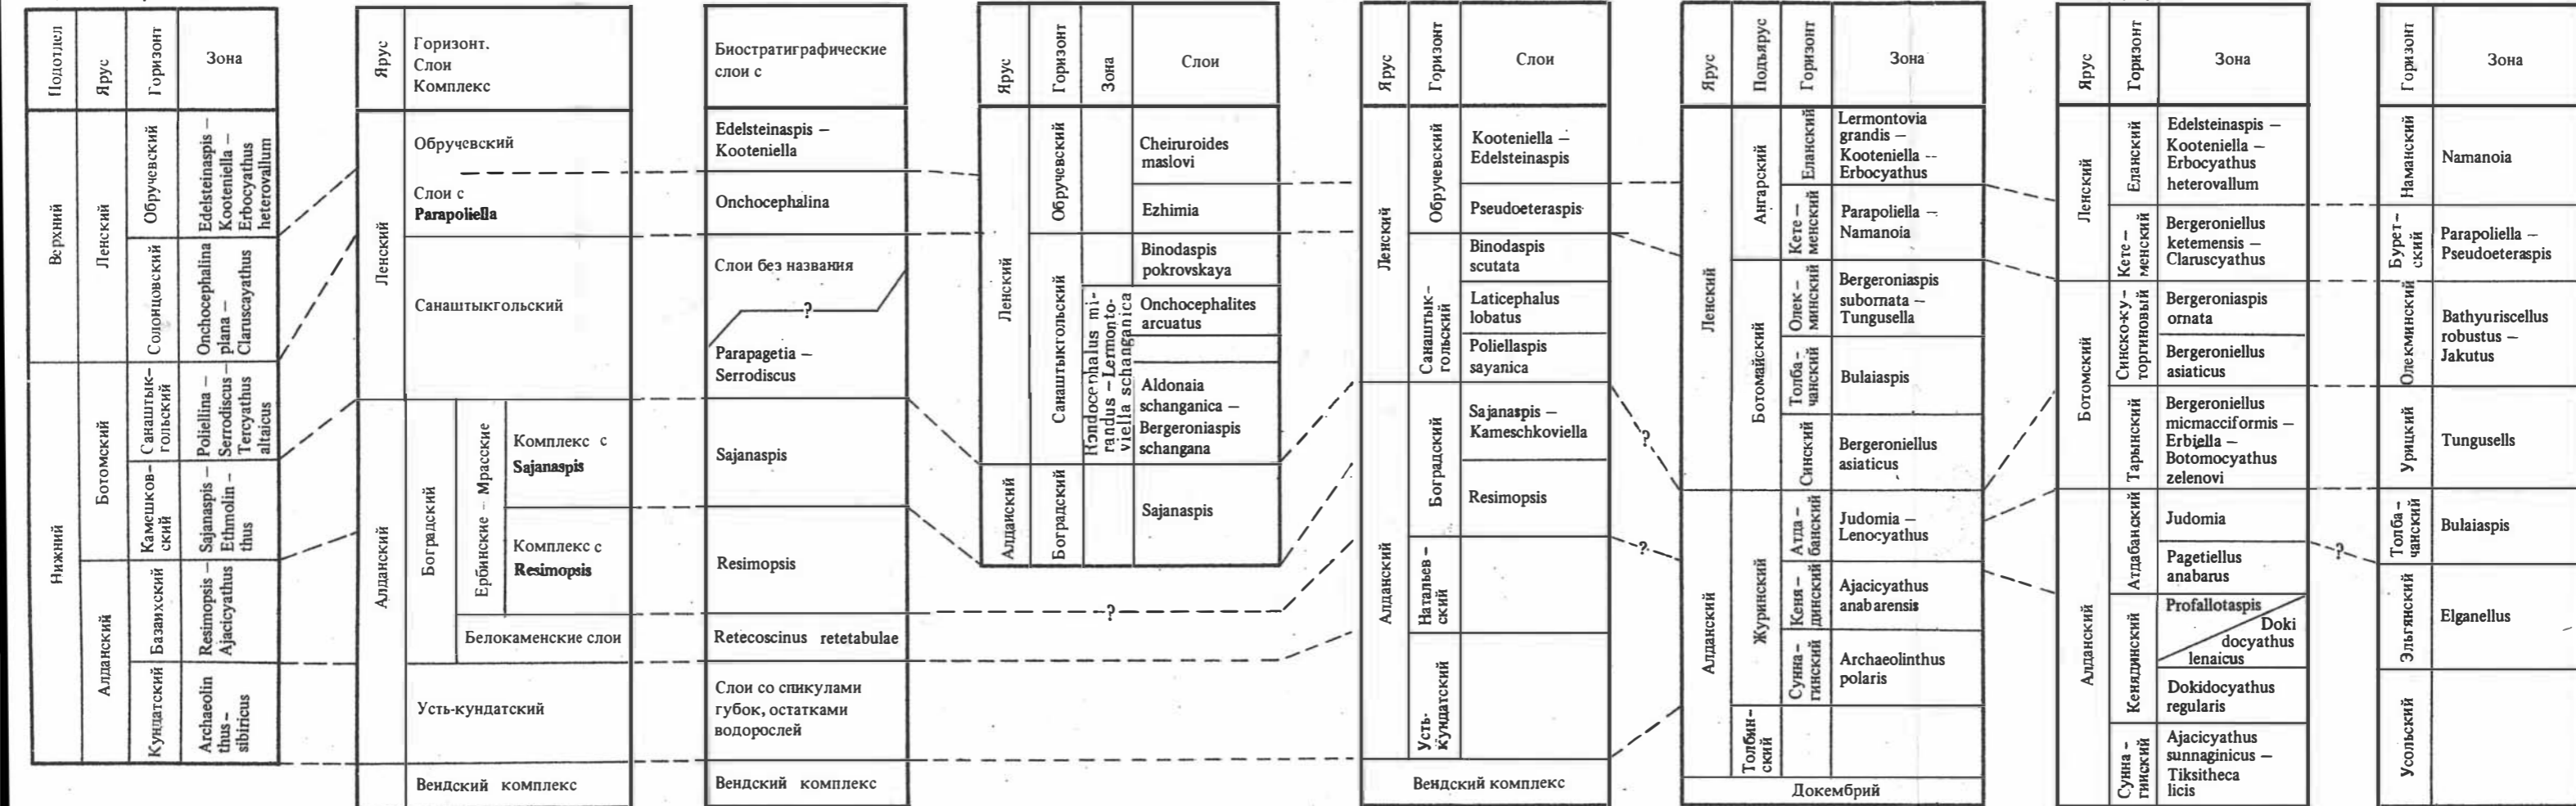 Подотдел
Ярус
Горизонт
Зона
Верхний
Нижний
Ленский
Ботомский
Алданский
Обручевский
Солонцовский
Санаштык–
гольский
Камешков–
ский
Базаихский
Кундатский
Edelsteinaspis –
Kooteniella –
Erbocyathus
heterovallum
Onchocephalina
plana –
Claruscayathus
Poliellina –
Serrodiscus –
Tercyathus
altaicus
Sajanaspis –
Ethmolin –
thus
Resimopsis –
Ajacicyathus
Archaeolin
thus –
sibiricus
Ярус
Горизонт.
Слои
Комплекс
Ленский
Алданский
Обручевский
Слои с
Parapoliella
Санаштыкгольский
Боградский
Ербинские – Мрасские
Комплекс с
Sajanaspis
Комплекс с
Resimopsis
Белокаменские слои
Усть-кундатский
Вендский комплекс
Биостратиграфические
слои с
Edelsteinaspis –
Kooteniella
Onchocephalina
Слои без названия
?
Parapagetia –
Serrodiscus
Sajanaspis
Resimopsis
Retecoscinus retetabulae
Слои со спикулами
губок, остатками
водорослей
Вендский комплекс
Ярус
Горизонт
Зона
Слои
Ленский
Алданский
Обручевский
Санаштыкгольский
Боградский
randus – Lermonto-
viella schanganica
Cheiruroides
maslovi
Ezhimia
Binodaspis
pokrovskaya
Onchocephalites
arcuatus
Aldonaia
schanganica –
Bergeroniaspis
schangana
Sajanaspis
?
Ярус
Горизонт
Слои
Ленский
Алданский
Обручевский
Санаштык–
гольский
Боградский
Натальев –
ский
Усть-
кундатский
Kooteniella –
Edelsteinaspis
Pseudoeteraspis
Binodaspis
scutata
Laticephalus
lobatus
Poliellaspis
sayanica
Sajanaspis –
Kameschkoviella
Resimopsis
Вендский комплекс
?
?
Ярус
Подъярус
Горизонт
Зона
Ленский
Алданский
Ангарский
Ботомайский
Журинский
Толбин–
ский
Еланский
Кете –
менский
Олек –
минский
Толба –
чанский
Синский
Атда –
банский
Кеня –
динский
Сунна–
гинский
Lermontovia
grandis –
Kooteniella --
Erbocyathus
Parapoliella –
Namanoia
Bergeroniaspis
subornata –
Tungusella
Bulaiaspis
Bergeroniellus
asiaticus
Judomia –
Lenocyathus
Ajacicyathus
anabarensis
Archaeolinthus
polaris
Докембрий
Ярус
Горизонт
Зона
Ленский
Ботомский
Алданский
Еланский
Кете –
менский
Синско-ку–
торгиновый
Тарынский
Атдабанский
Кенядинский
Сунна –
гинский
Edelsteinaspis –
Kooteniella –
Erbocyathus
heterovallum
Bergeroniellus
ketemensis –
Claruscyathus
Bergeroniaspis
ornata
Bergeroniellus
asiaticus
Bergeroniellus
micmacciformis –
Erbiella –
Botomocyathus
zelenovi
Judomia
Pagetiellus
anabarus
Profallotaspis
Doki
docyathus
lenaicus
Dokidocyathus
regularis
Ajacicyathus
sunnaginicus –
Tiksitheca
licis
?
Горизонт
Зона
Наманский
Бурет–
ский
Олекминский
Урицкий
Толба –
чанский
Эльгянский
Усольский
Namanoia
Parapoliella –
Pseudoeteraspis
Bathyuriscellus
robustus –
Jakutus
Tungusells
Bulaiaspis
Elganellus